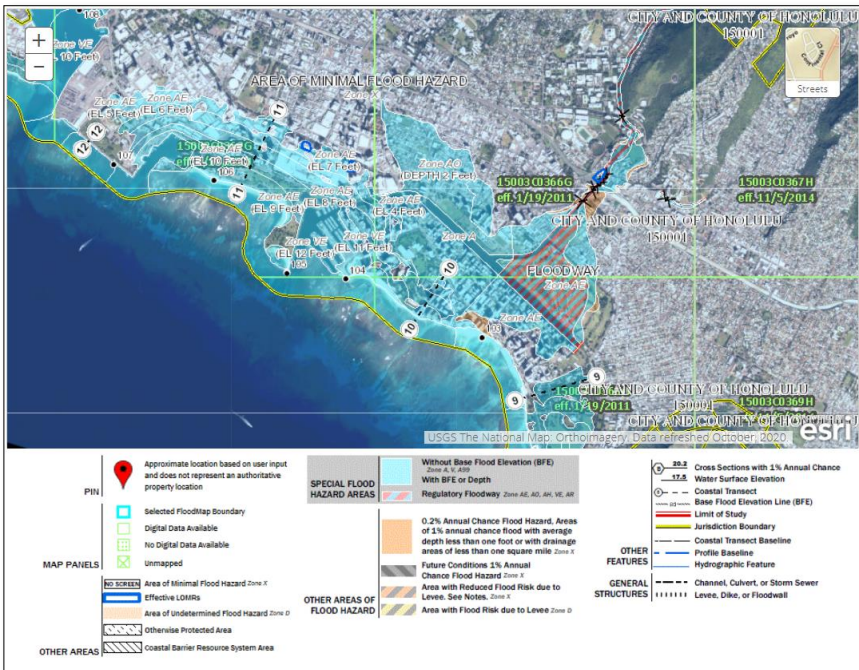 108
CITY AND COUNTY OF HONOLULU
150001
+
−
Zone VE
(EL 10 Feet)
Streets
AREA OF MINIMAL FLOOD HAZARD
Zone X
Zone AE
(EL 5 Feet)
Zone AE
(EL 6 Feet)
11
12
12
107
Zone AE
(EL 10 Feet)
106
11
Zone AE
(EL 7 Feet)
Zone AO
(DEPTH 2 Feet)
15003C0366G
eff. 1/19/2011
15003C0367H
eff. 11/5/2014
Zone AE
(EL 9 Feet)
Zone AE
(EL 8 Feet)
Zone AE
(EL 4 Feet)
CITY AND COUNTY OF HONOLULU
150001
Zone VE
(EL 12 Feet)
Zone VE
(EL 11 Feet)
Zone A
105
104
10
FLOODWAY
Zone AE
10
Zone AE
103
9
9
CITY AND COUNTY OF HONOLULU
150001
eff. 1/19/2011
15003C0369H
CITY AND COUNTY OF HONOLULU
USGS The National Map: Orthoimagery. Data refreshed October, 2020
esri
PIN
Approximate location based on user input
and does not represent an authoritative
property location
MAP PANELS
Selected FloodMap Boundary
Digital Data Available
No Digital Data Available
Unmapped
OTHER AREAS
NO SCREEN Area of Minimal Flood Hazard Zone X
Effective LOMRs
Area of Undetermined Flood Hazard Zone D
Otherwise Protected Area
Coastal Barrier Resource System Area
SPECIAL FLOOD
HAZARD AREAS
Without Base Flood Elevation (BFE)
Zone A, V, A99
With BFE or Depth
Regulatory Floodway Zone AE, AO, AH, VE, AR
OTHER AREAS OF
FLOOD HAZARD
0.2% Annual Chance Flood Hazard, Areas
of 1% annual chance flood with average
depth less than one foot or with drainage
areas of less than one square mile Zone X
Future Conditions 1% Annual
Chance Flood Hazard Zone X
Area with Reduced Flood Risk due to
Levee. See Notes. Zone X
Area with Flood Risk due to Levee Zone D
OTHER
FEATURES
20.2
Cross Sections with 1% Annual Chance
17.5 Water Surface Elevation
Coastal Transect
Base Flood Elevation Line (BFE)
Limit of Study
Jurisdiction Boundary
Coastal Transect Baseline
Profile Baseline
Hydrographic Feature
GENERAL
STRUCTURES
Channel, Culvert, or Storm Sewer
Levee, Dike, or Floodwall